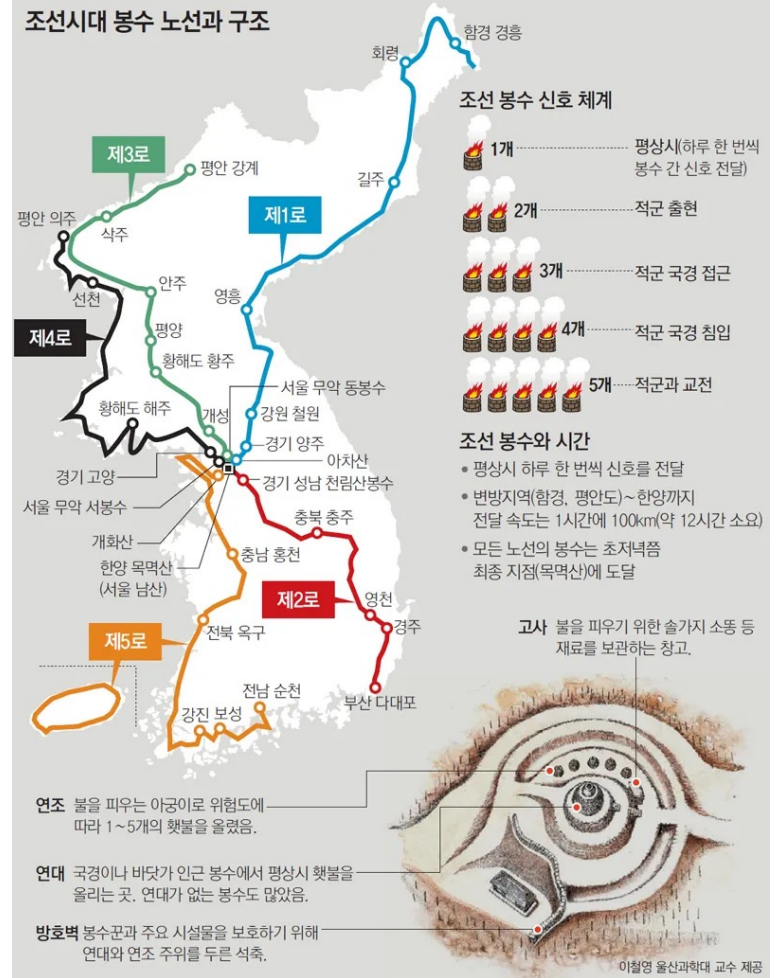 조선시대 봉수 노선과 구조
함경 경흥
회령
길주
영흥
제1로
제3로
평안 강계
평안 의주
삭주
선천
안주
평양
제4로
황해도 황주
황해도 해주
개성
서울 무악 동봉수
강원 철원
경기 양주
아차산
경기 고양
경기 성남 천림산봉수
서울 무악 서봉수
개화산
한양 목멱산
(서울 남산)
충북 충주
충남 홍천
제2로
영천
경주
전북 옥구
제5로
전남 순천
강진 보성
부산 다대포
조선 봉수 신호 체계
1개 평상시(하루 한 번씩
봉수 간 신호 전달)
2개 적군 출현
3개 적군 국경 접근
4개 적군 국경 침입
5개 적군과 교전
조선 봉수와 시간
• 평상시 하루 한 번씩 신호를 전달
• 변방지역(함경, 평안도)~한양까지
전달 속도는 1시간에 100km(약 12시간 소요)
• 모든 노선의 봉수는 초저녁쯤
최종 지점(목멱산)에 도달
고사 불을 피우기 위한 솔가지 소똥 등
재료를 보관하는 창고.
연조 불을 피우는 아궁이로 위험도에
따라 1~5개의 횃불을 올렸음.
연대 국경이나 바닷가 인근 봉수에서 평상시 횃불을
올리는 곳. 연대가 없는 봉수도 많았음.
방호벽 봉수꾼과 주요 시설물을 보호하기 위해
연대와 연조 주위를 두른 석축.
이철영 울산과학대 교수 제공